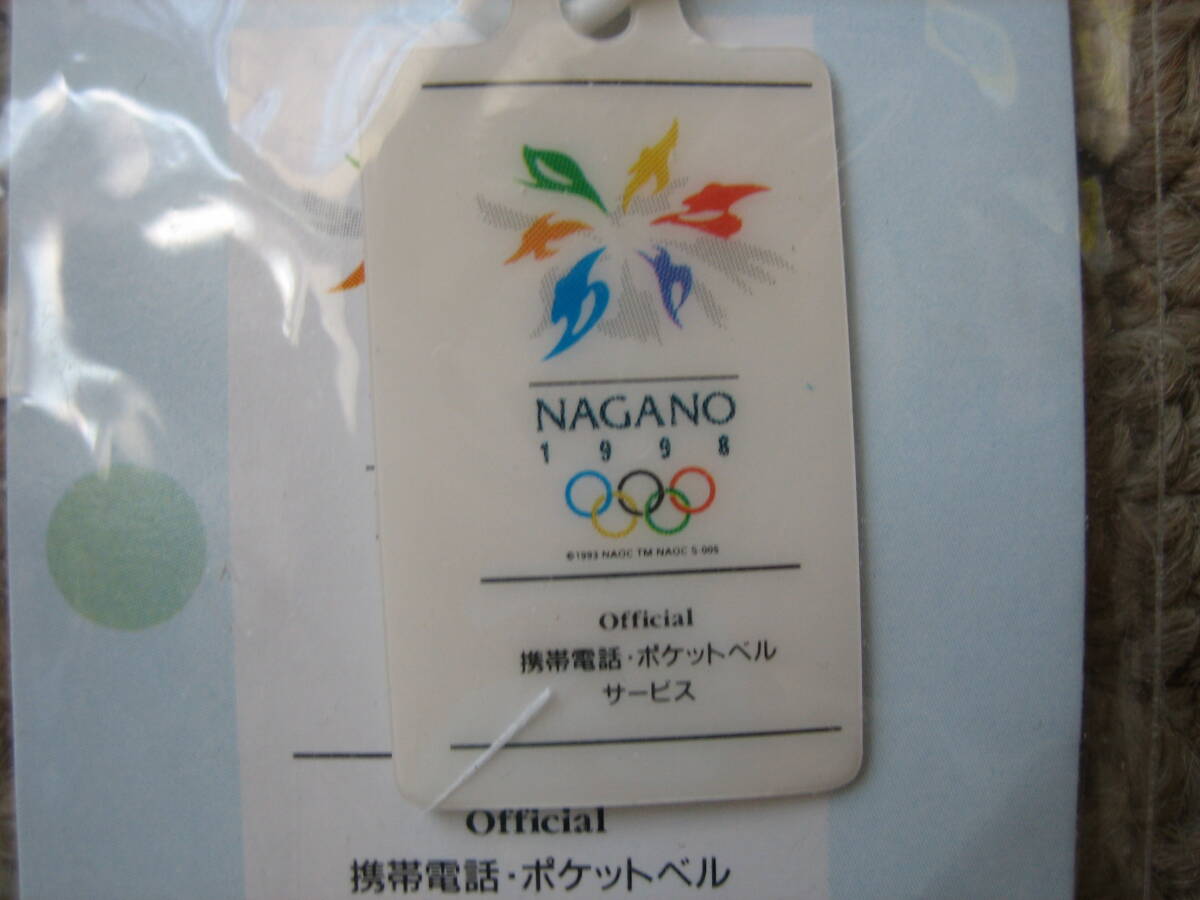 NAGANO
1998
©1993 NAOC TM NAOC S 005
Official
携帯電話・ポケットベル
サービス
Official
携帯電話・ポケットベル